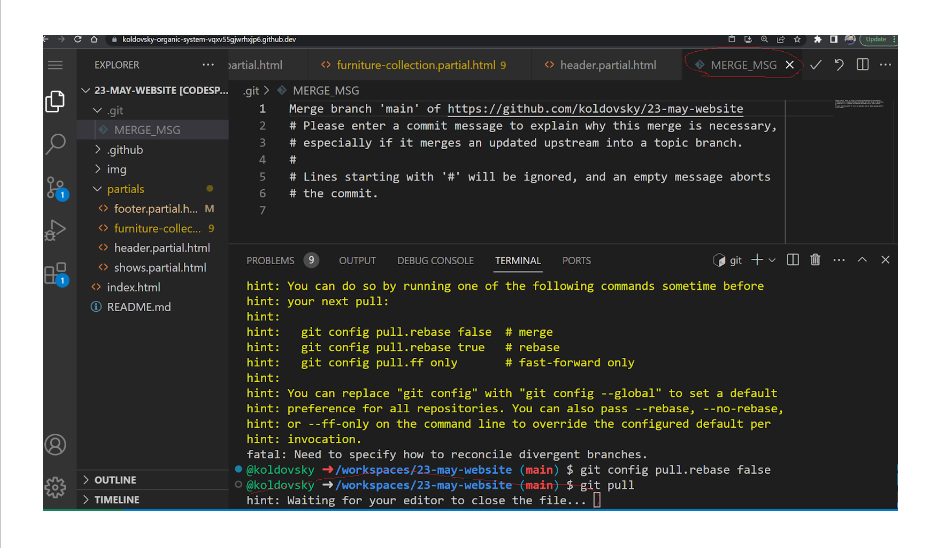 koldovsky-organic-system-vqxv55gjwrhxjp6.github.dev
Update
EXPLORER
partial.html
furniture-collection.partial.html 9
header.partial.html
MERGE_MSG
23-MAY-WEBSITE [CODESP...
.git
MERGE_MSG
.github
img
partials
footer.partial.h... M
furniture-collec... 9
header.partial.html
shows.partial.html
index.html
README.md
OUTLINE
TIMELINE
1
1
.git > MERGE_MSG
1 Merge branch 'main' of https://github.com/koldovsky/23-may-website
2 # Please enter a commit message to explain why this merge is necessary,
3 # especially if it merges an updated upstream into a topic branch.
4 #
5 # Lines starting with '#' will be ignored, and an empty message aborts
6 # the commit.
7
PROBLEMS 9 OUTPUT DEBUG CONSOLE TERMINAL PORTS
git
hint: You can do so by running one of the following commands sometime before
hint: your next pull:
hint:
hint:   git config pull.rebase false  # merge
hint:   git config pull.rebase true   # rebase
hint:   git config pull.ff only       # fast-forward only
hint:
hint: You can replace "git config" with "git config --global" to set a default
hint: preference for all repositories. You can also pass --rebase, --no-rebase,
hint: or --ff-only on the command line to override the configured default per
hint: invocation.
fatal: Need to specify how to reconcile divergent branches.
@koldovsky ➜/workspaces/23-may-website (main) $ git config pull.rebase false
@koldovsky ➜/workspaces/23-may-website (main) $ git pull
hint: Waiting for your editor to close the file...